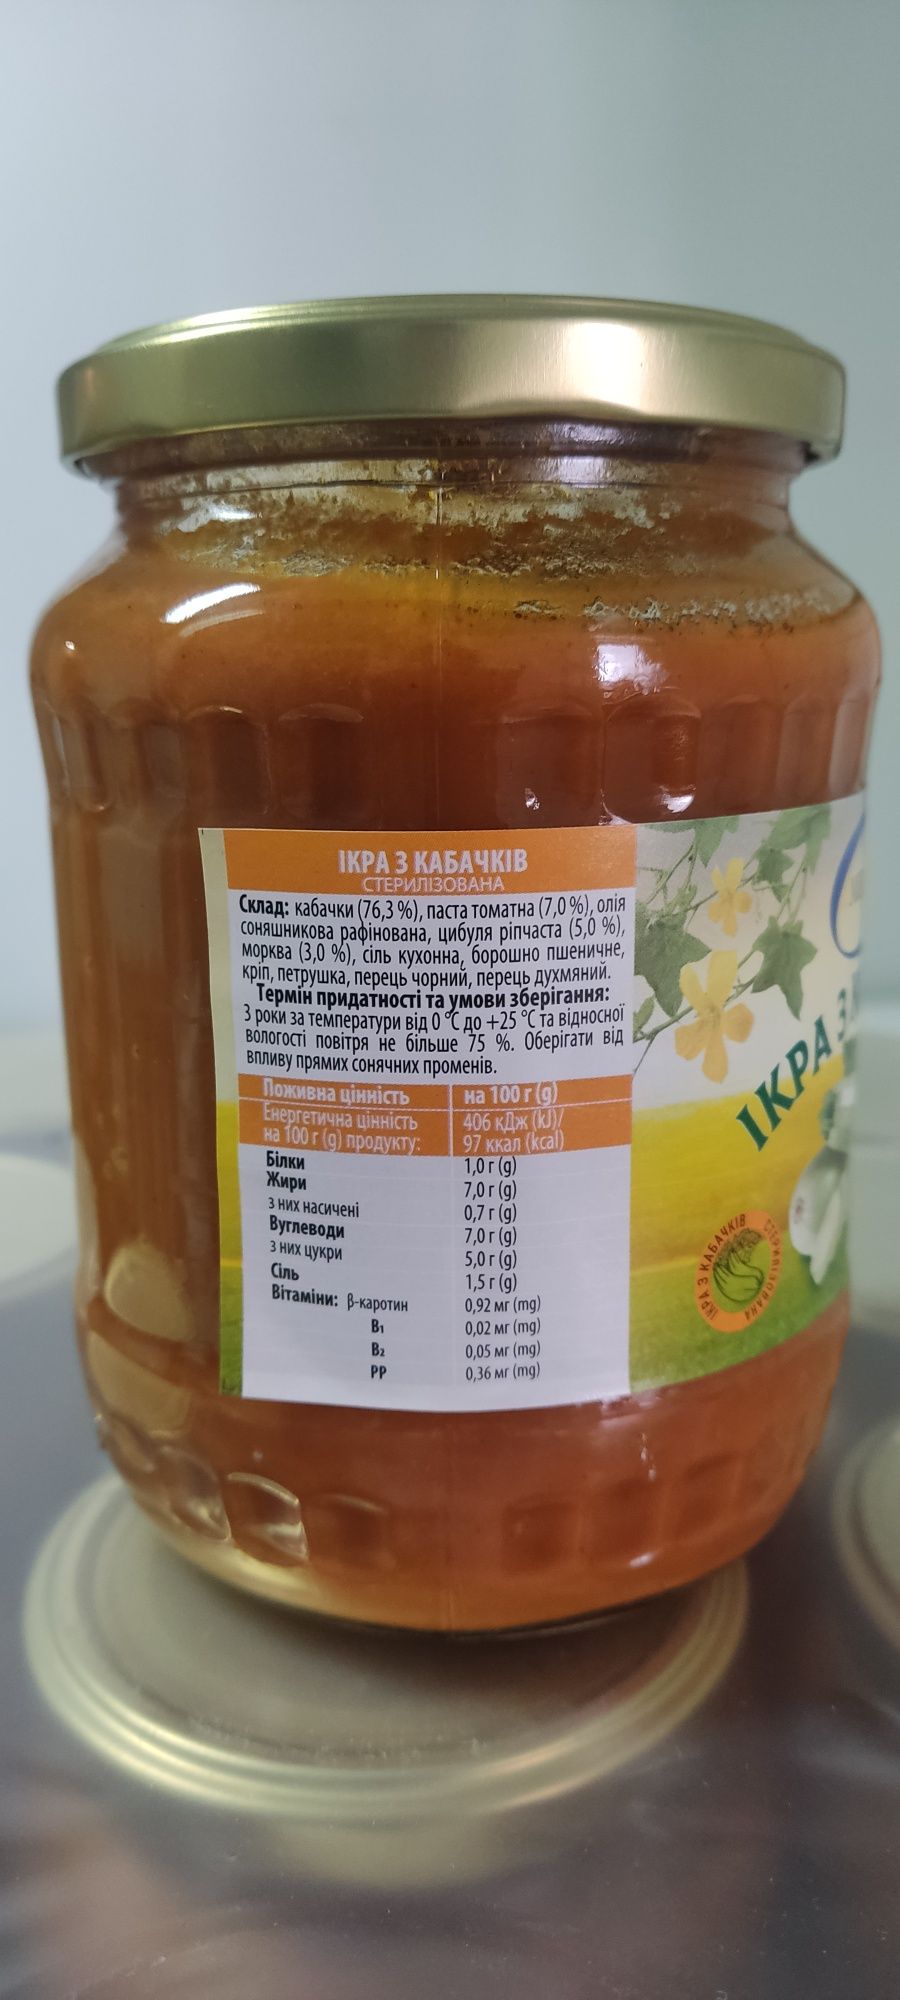 ІКРА З КАБАЧКІВ
СТЕРИЛІЗОВАНА
Склад: кабачки (76,3 %), паста томатна (7,0 %), олія
соняшникова рафінована, цибуля ріпчаста (5,0 %),
морква (3,0 %), сіль кухонна, борошно пшеничне,
кріп, петрушка, перець чорний, перець духмяний.
Термін придатності та умови зберігання:
3 роки за температури від 0 °С до +25 °С та відносної
вологості повітря не більше 75 %. Оберігати від
впливу прямих сонячних променів.
Поживна цінність на 100 г (g)
Енергетична цінність 406 кДж (kJ)/
на 100 г (g) продукту: 97 ккал (kcal)
Білки 1,0 г (g)
Жири 7,0 г (g)
з них насичені 0,7 г (g)
Вуглеводи 7,0 г (g)
з них цукри 5,0 г (g)
Сіль 1,5 г (g)
Вітаміни: β-каротин 0,92 мг (mg)
В₁ 0,02 мг (mg)
В₂ 0,05 мг (mg)
РР 0,36 мг (mg)
ІКРА З
ІКРА З КАБАЧКІВ СТЕРИЛІЗОВАНА